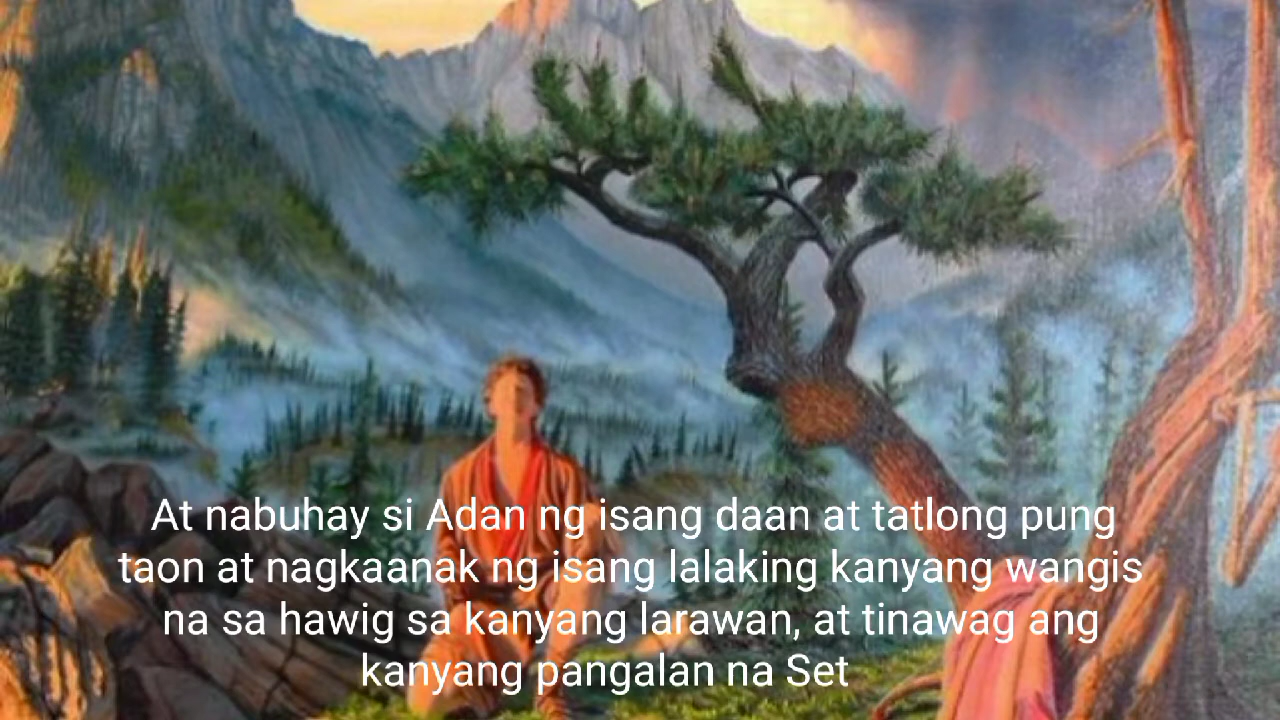 At nabuhay si Adan ng isang daan at tatlong pung
taon at nagkaanak ng isang lalaking kanyang wangis
na sa hawig sa kanyang larawan, at tinawag ang
kanyang pangalan na Set